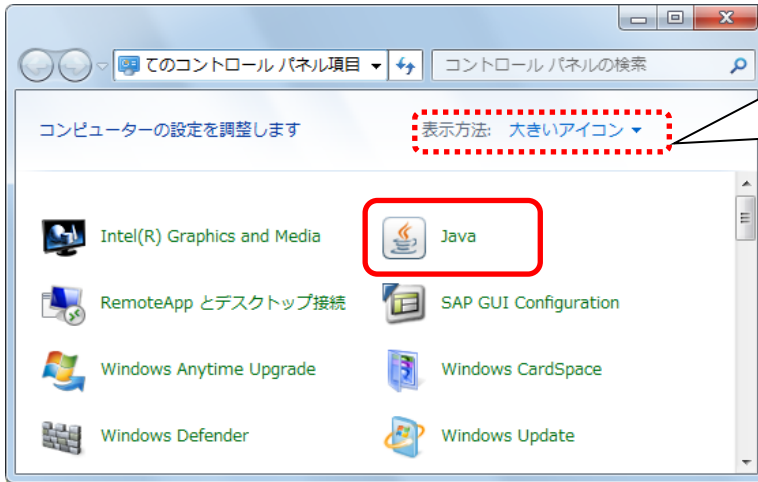 てのコントロール パネル項目
コントロール パネルの検索
コンピューターの設定を調整します
表示方法: 大きいアイコン
Intel(R) Graphics and Media
Java
RemoteApp とデスクトップ接続
SAP GUI Configuration
Windows Anytime Upgrade
Windows CardSpace
Windows Defender
Windows Update